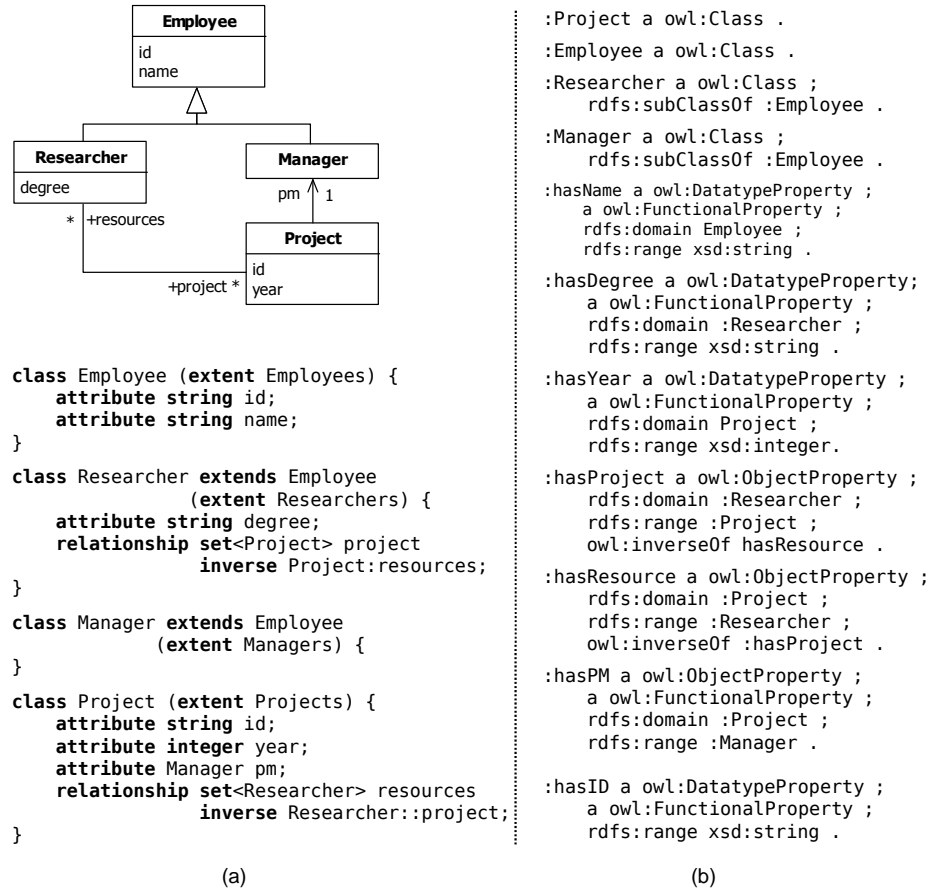 Employee
id
name
Researcher
degree
Manager
pm
1
* +resources
Project
id
year
+project *
class Employee (extent Employees) {
attribute string id;
attribute string name;
}
class Researcher extends Employee
(extent Researchers) {
attribute string degree;
relationship set<Project> project
inverse Project:resources;
}
class Manager extends Employee
(extent Managers) {
}
class Project (extent Projects) {
attribute string id;
attribute integer year;
attribute Manager pm;
relationship set<Researcher> resources
inverse Researcher::project;
}
(a)
:Project a owl:Class .
:Employee a owl:Class .
:Researcher a owl:Class ;
rdfs:subClassOf :Employee .
:Manager a owl:Class ;
rdfs:subClassOf :Employee .
:hasName a owl:DatatypeProperty ;
a owl:FunctionalProperty ;
rdfs:domain Employee ;
rdfs:range xsd:string .
:hasDegree a owl:DatatypeProperty;
a owl:FunctionalProperty ;
rdfs:domain :Researcher ;
rdfs:range xsd:string .
:hasYear a owl:DatatypeProperty ;
a owl:FunctionalProperty ;
rdfs:domain Project ;
rdfs:range xsd:integer.
:hasProject a owl:ObjectProperty ;
rdfs:domain :Researcher ;
rdfs:range :Project ;
owl:inverseOf hasResource .
:hasResource a owl:ObjectProperty ;
rdfs:domain :Project ;
rdfs:range :Researcher ;
owl:inverseOf :hasProject .
:hasPM a owl:ObjectProperty ;
a owl:FunctionalProperty ;
rdfs:domain :Project ;
rdfs:range :Manager .
:hasID a owl:DatatypeProperty ;
a owl:FunctionalProperty ;
rdfs:range xsd:string .
(b)